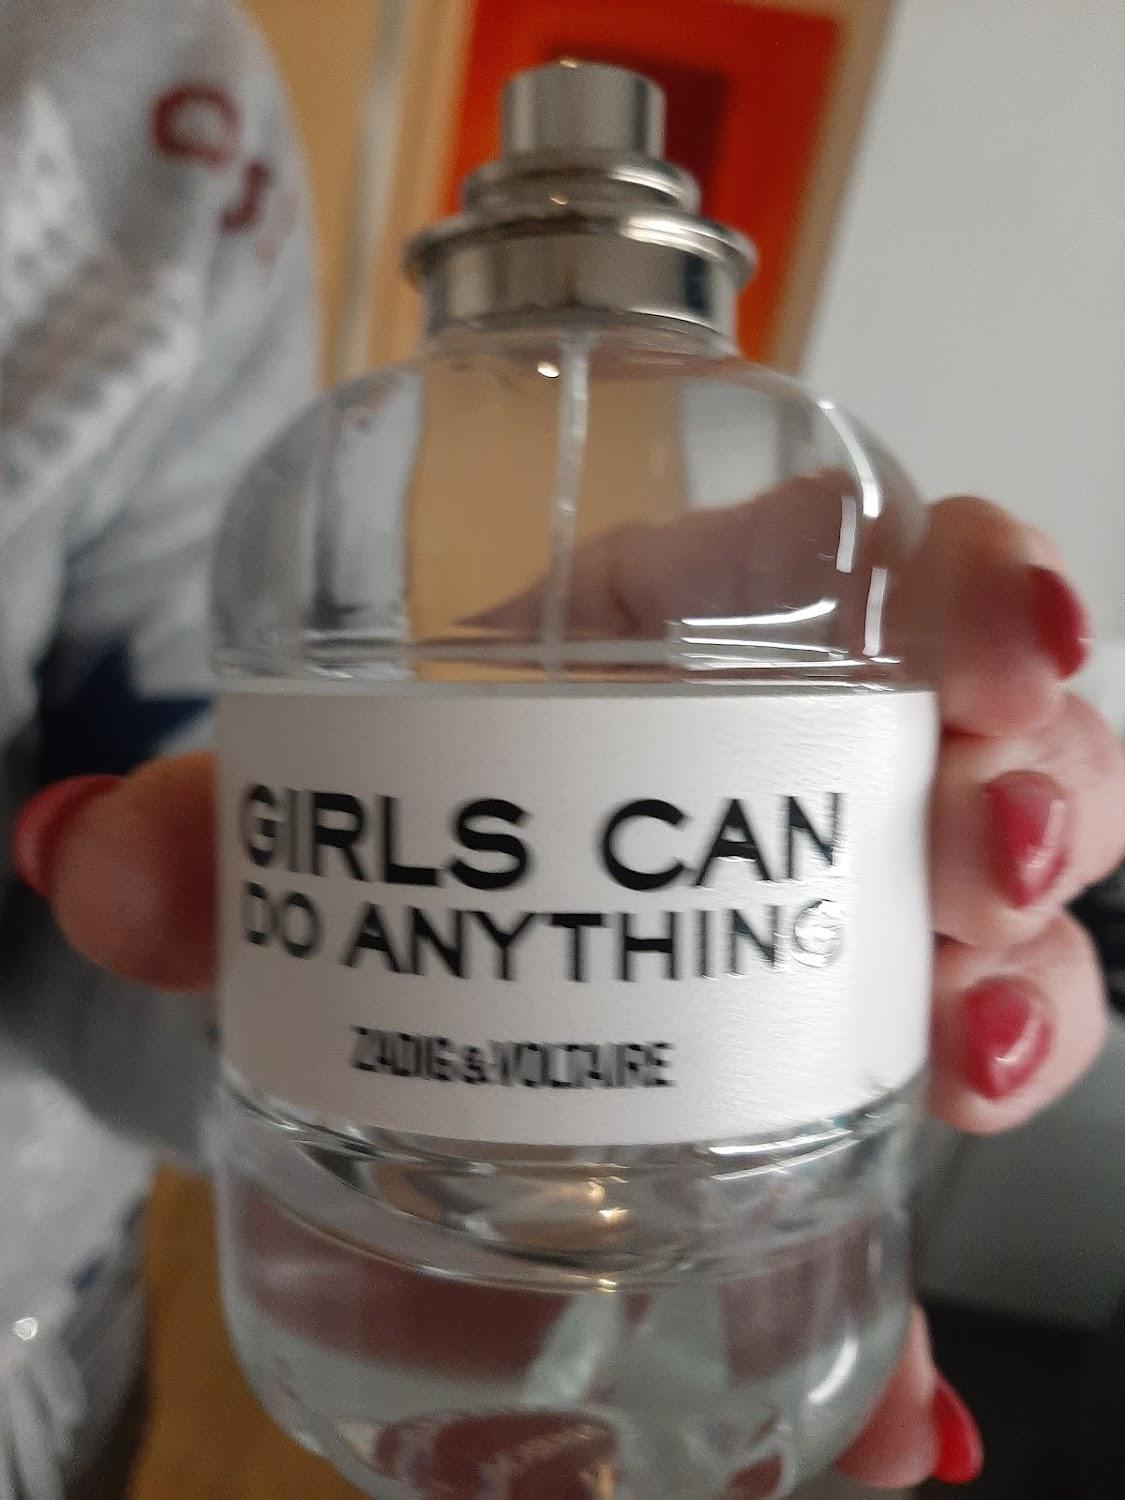 GIRLS CAN
DO ANYTHING
ZADIG & VOLTAIRE